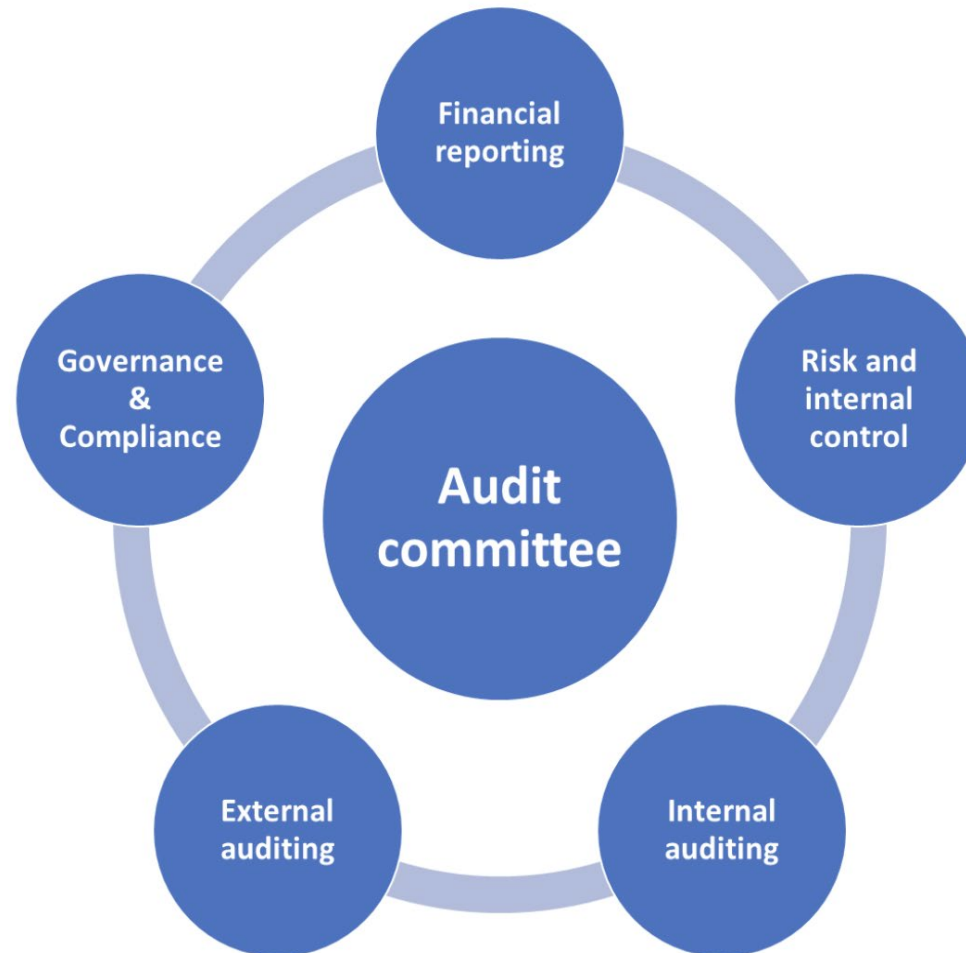 Financial
reporting
Risk and
internal
control
Internal
auditing
External
auditing
Governance
&
Compliance
Audit
committee